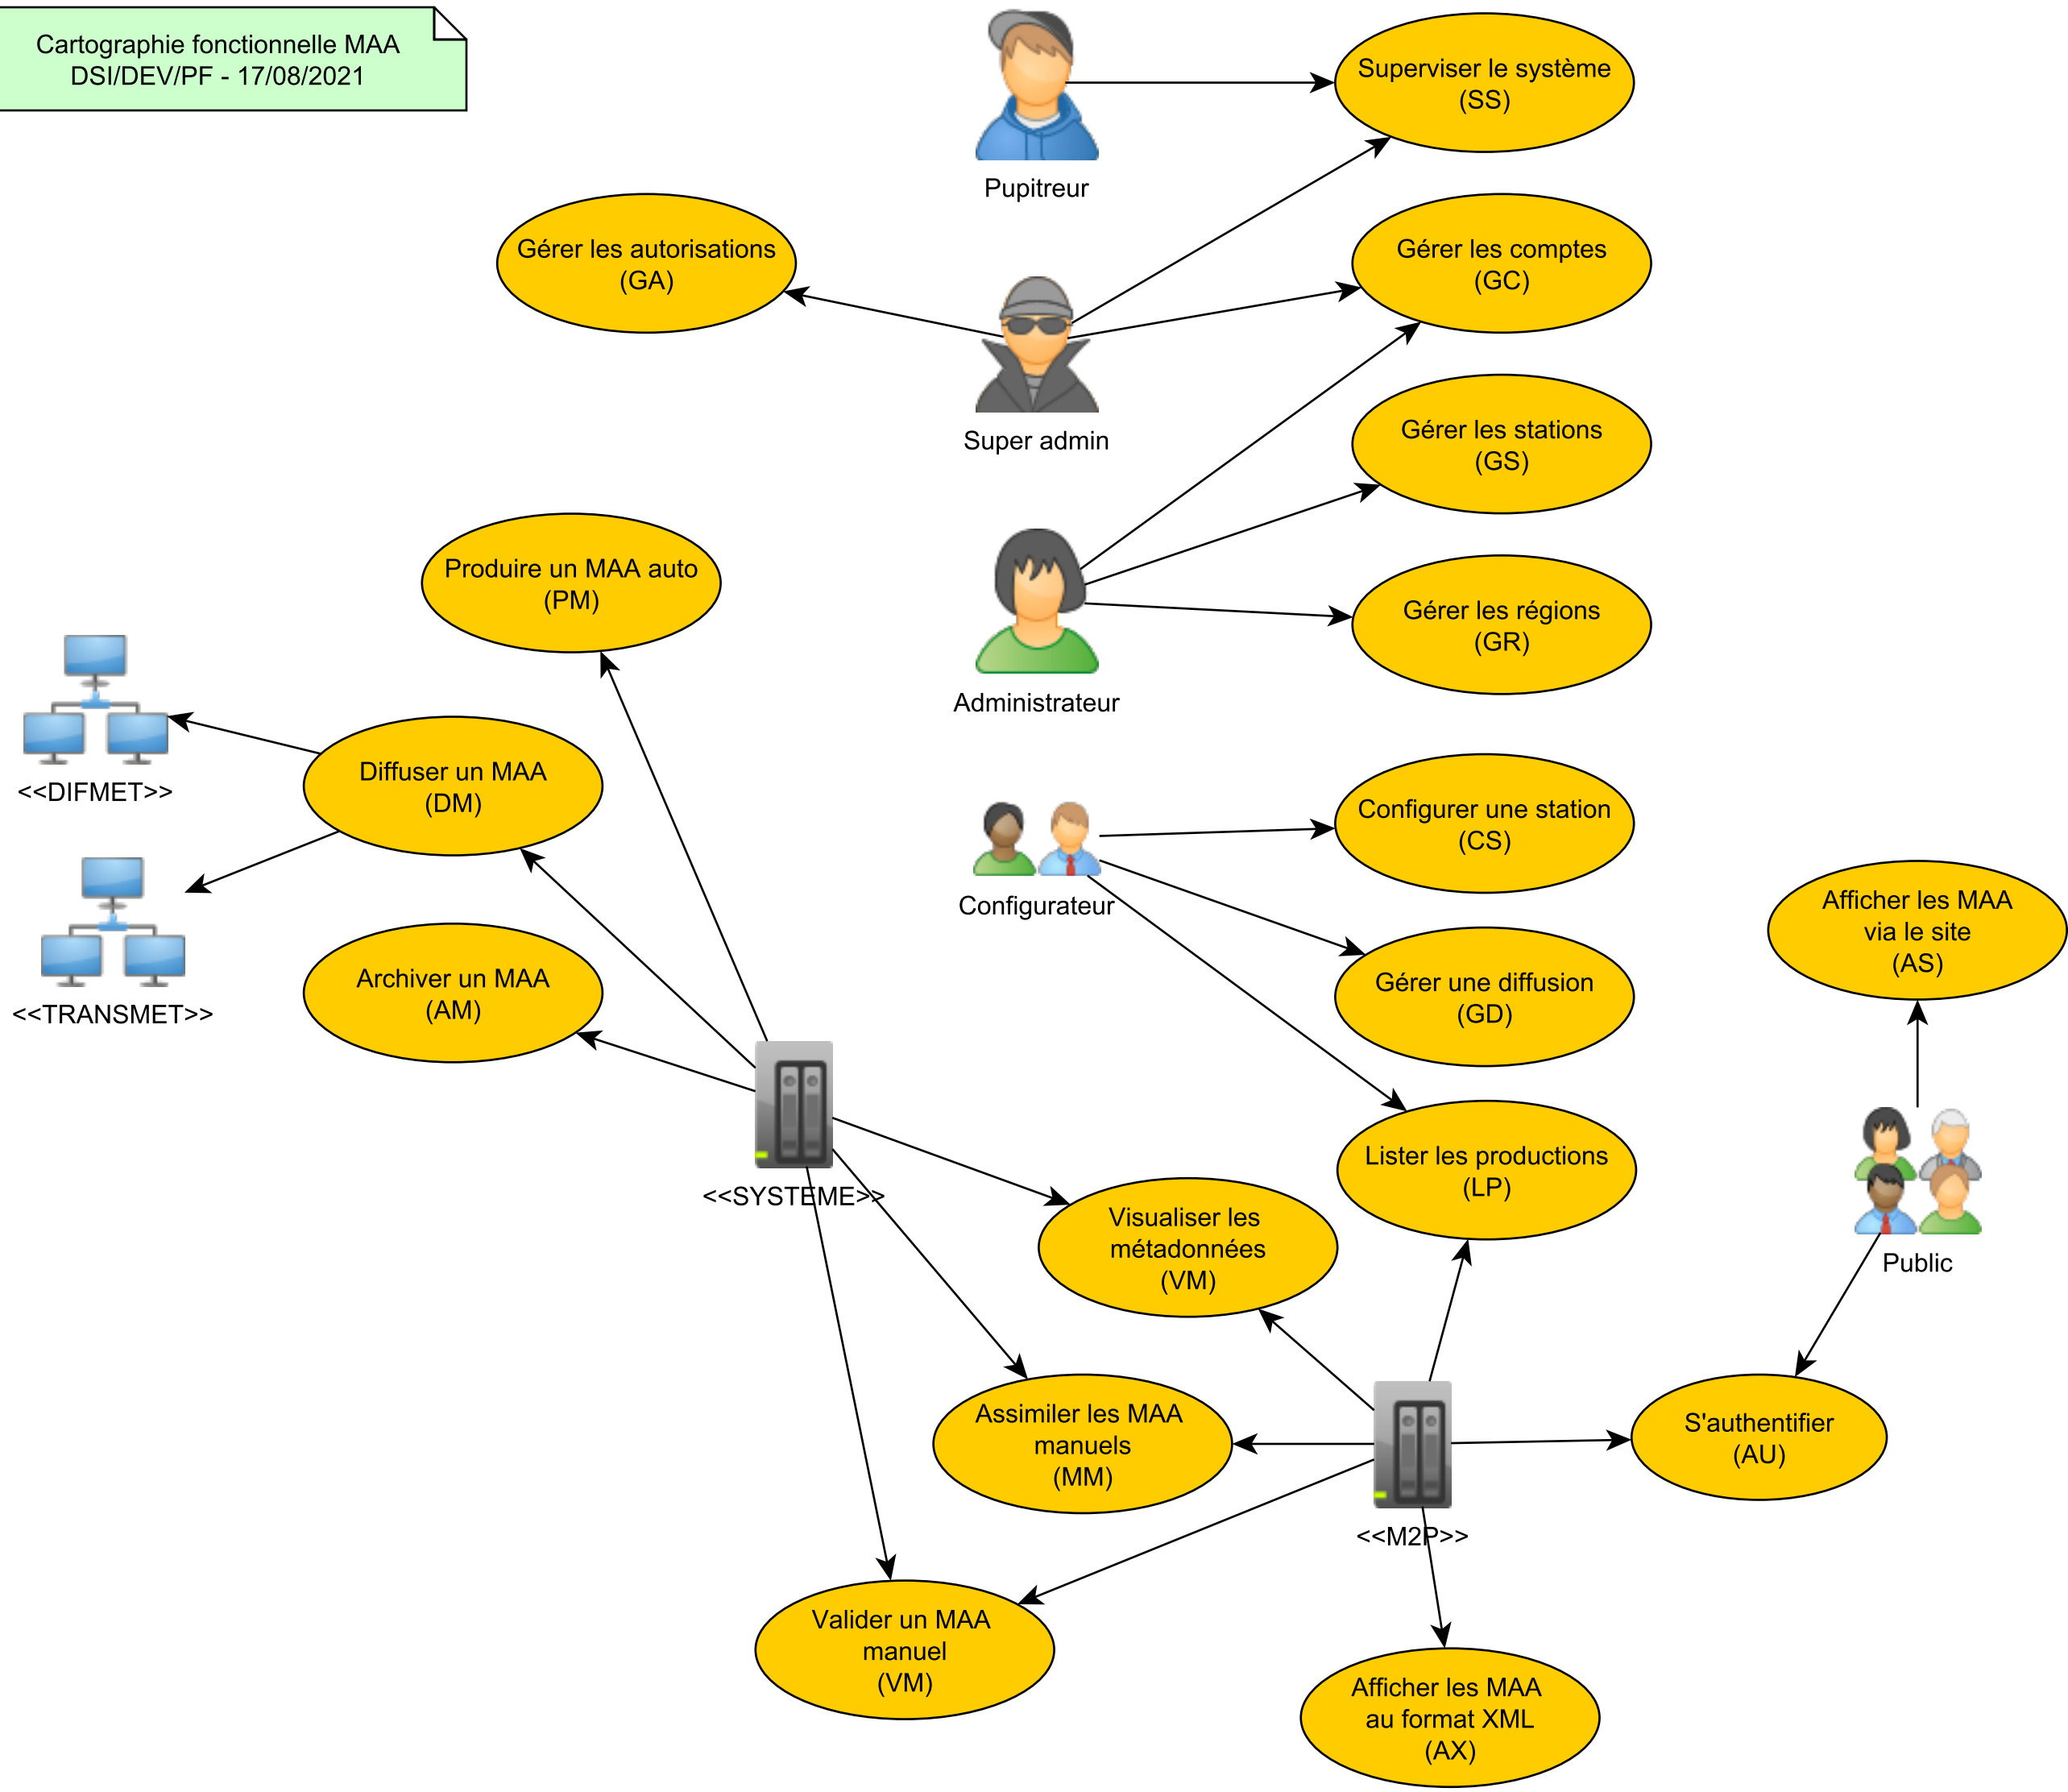 Cartographie fonctionnelle MAA
DSI/DEV/PF - 17/08/2021
Superviser le système
(SS)
Pupitreur
Gérer les autorisations
(GA)
Gérer les comptes
(GC)
Super admin
Gérer les stations
(GS)
Produire un MAA auto
(PM)
Gérer les régions
(GR)
Administrateur
<<DIFMET>>
Diffuser un MAA
(DM)
Configurer une station
(CS)
Configurateur
Afficher les MAA
via le site
(AS)
<<TRANSMET>>
Archiver un MAA
(AM)
Gérer une diffusion
(GD)
Lister les productions
(LP)
<<SYSTEME>>
Visualiser les
métadonnées
(VM)
Public
Assimiler les MAA
manuels
(MM)
S'authentifier
(AU)
<<M2P>>
Valider un MAA
manuel
(VM)
Afficher les MAA
au format XML
(AX)